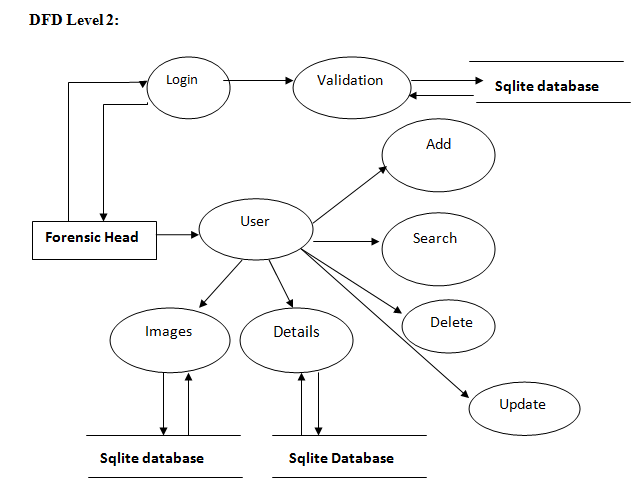 DFD Level 2:
Login
Validation
Sqlite database
Add
User
Forensic Head
Search
Images
Details
Delete
Update
Sqlite database
Sqlite Database